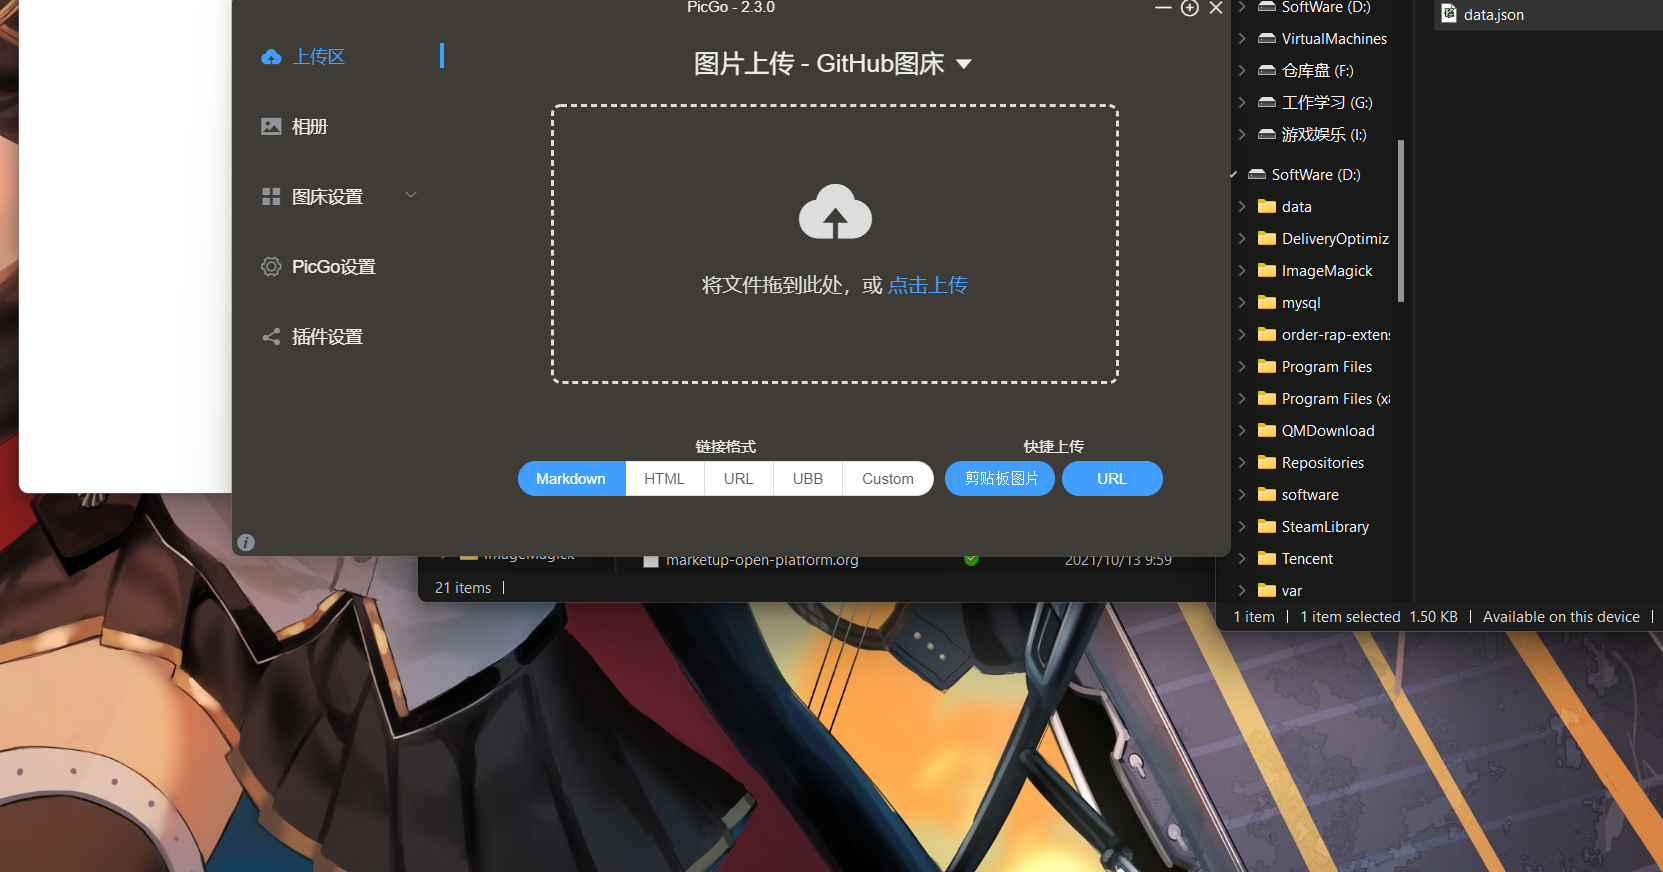 PicGo - 2.3.0
上传区
相册
图床设置
PicGo设置
插件设置
图片上传 - GitHub图床
将文件拖到此处，或 点击上传
链接格式
快捷上传
Markdown
HTML
URL
UBB
Custom
剪贴板图片
URL
ImageMagick
marketup-open-platform.org
2021/10/13 9:59
21 items
SoftWare (D:)
VirtualMachines
仓库盘 (F:)
工作学习 (G:)
游戏娱乐 (I:)
SoftWare (D:)
data
DeliveryOptimiz
ImageMagick
mysql
order-rap-extens
Program Files
Program Files (x8
QMDownload
Repositories
software
SteamLibrary
Tencent
var
data.json
1 item
1 item selected 1.50 KB
Available on this device